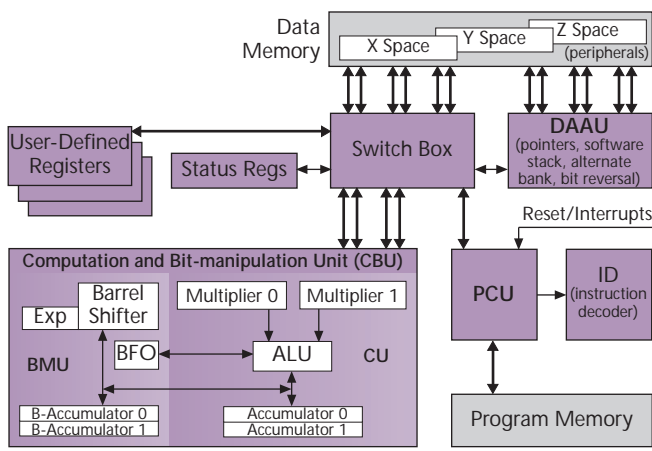 Data
Memory
X Space
Y Space
Z Space
(peripherals)
User-Defined
Registers
Status Regs
Switch Box
DAAU
(pointers, software
stack, alternate
bank, bit reversal)
Reset/Interrupts
Computation and Bit-manipulation Unit (CBU)
Barrel
Shifter
Exp
Multiplier 0
Multiplier 1
BFO
ALU
BMU
CU
B-Accumulator 0
B-Accumulator 1
Accumulator 0
Accumulator 1
PCU
ID
(instruction
decoder)
Program Memory